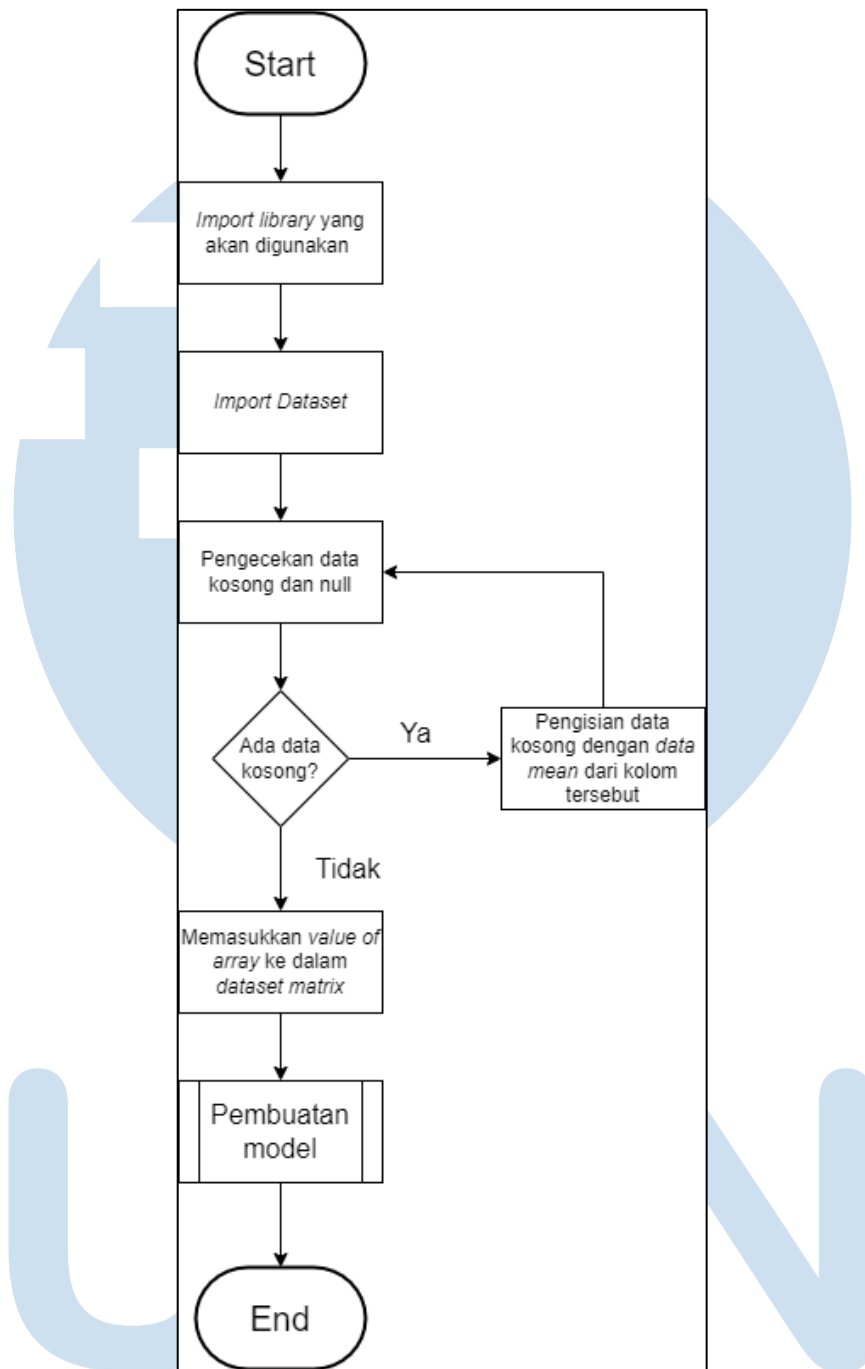 Start
Import library yang
akan digunakan
Import Dataset
Pengecekan data
kosong dan null
Ada data
kosong?
Ya
Pengisian data
kosong dengan data
mean dari kolom
tersebut
Tidak
Memasukkan value of
array ke dalam
dataset matrix
Pembuatan
model
End
U N